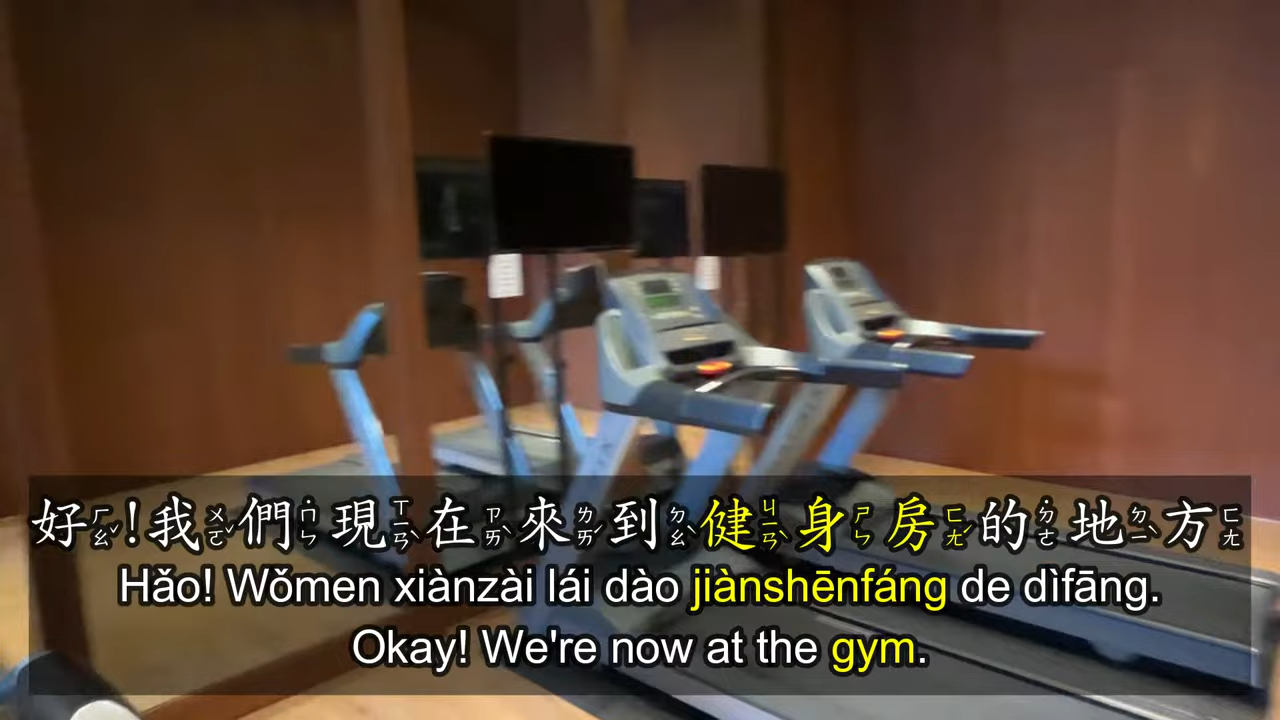 好!我們現在來到健身房的地方
Hǎo! Wǒmen xiànzài lái dào jiànshēnfáng de dìfāng.
Okay! We're now at the gym.